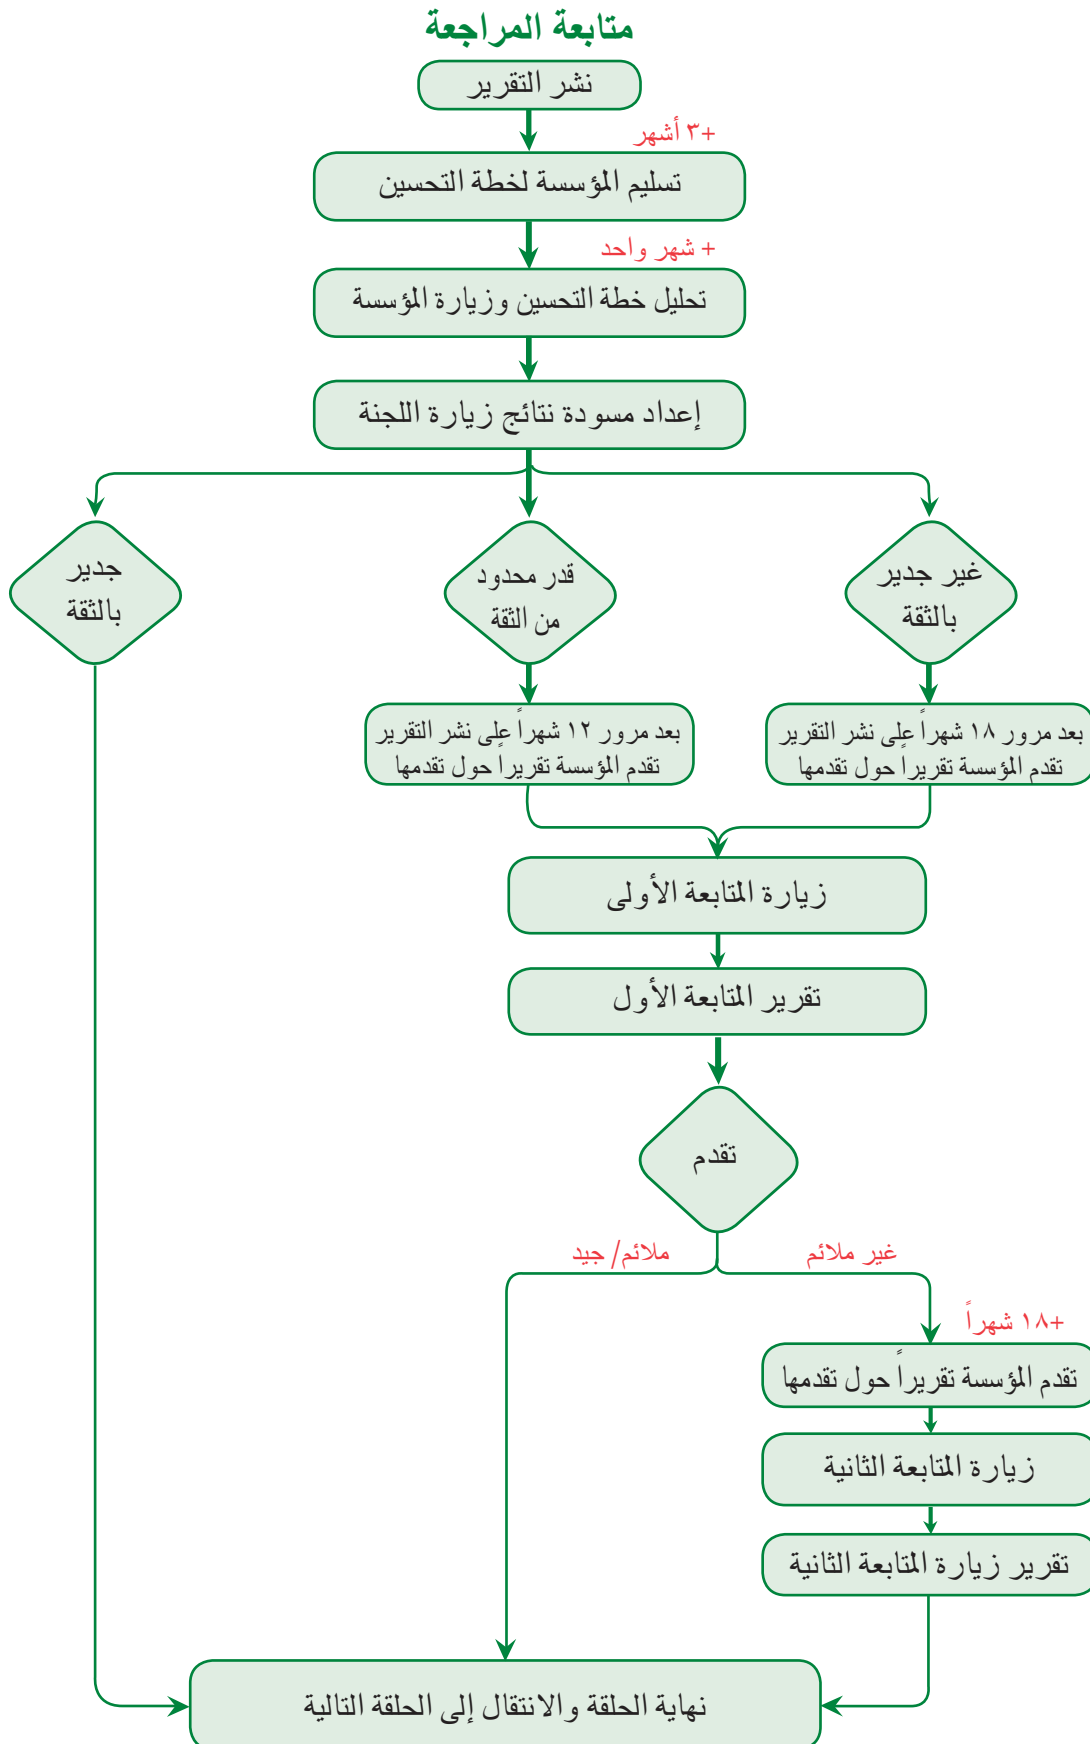 متابعة المراجعة
نشر التقرير
+٣ أشهر
تسليم المؤسسة لخطة التحسين
+ شهر واحد
تحليل خطة التحسين وزيارة المؤسسة
إعداد مسودة نتائج زيارة اللجنة
غير جدير
بالثقة
قدر محدود
من الثقة
جدير
بالثقة
بعد مرور ١٨ شهراً على نشر التقرير
تقدم المؤسسة تقريراً حول تقدمها
بعد مرور ١٢ شهراً على نشر التقرير
تقدم المؤسسة تقريراً حول تقدمها
زيارة المتابعة الأولى
تقرير المتابعة الأول
تقدم
غير ملائم
ملائم/ جيد
+١٨ شهراً
تقدم المؤسسة تقريراً حول تقدمها
زيارة المتابعة الثانية
تقرير زيارة المتابعة الثانية
نهاية الحلقة والانتقال إلى الحلقة التالية